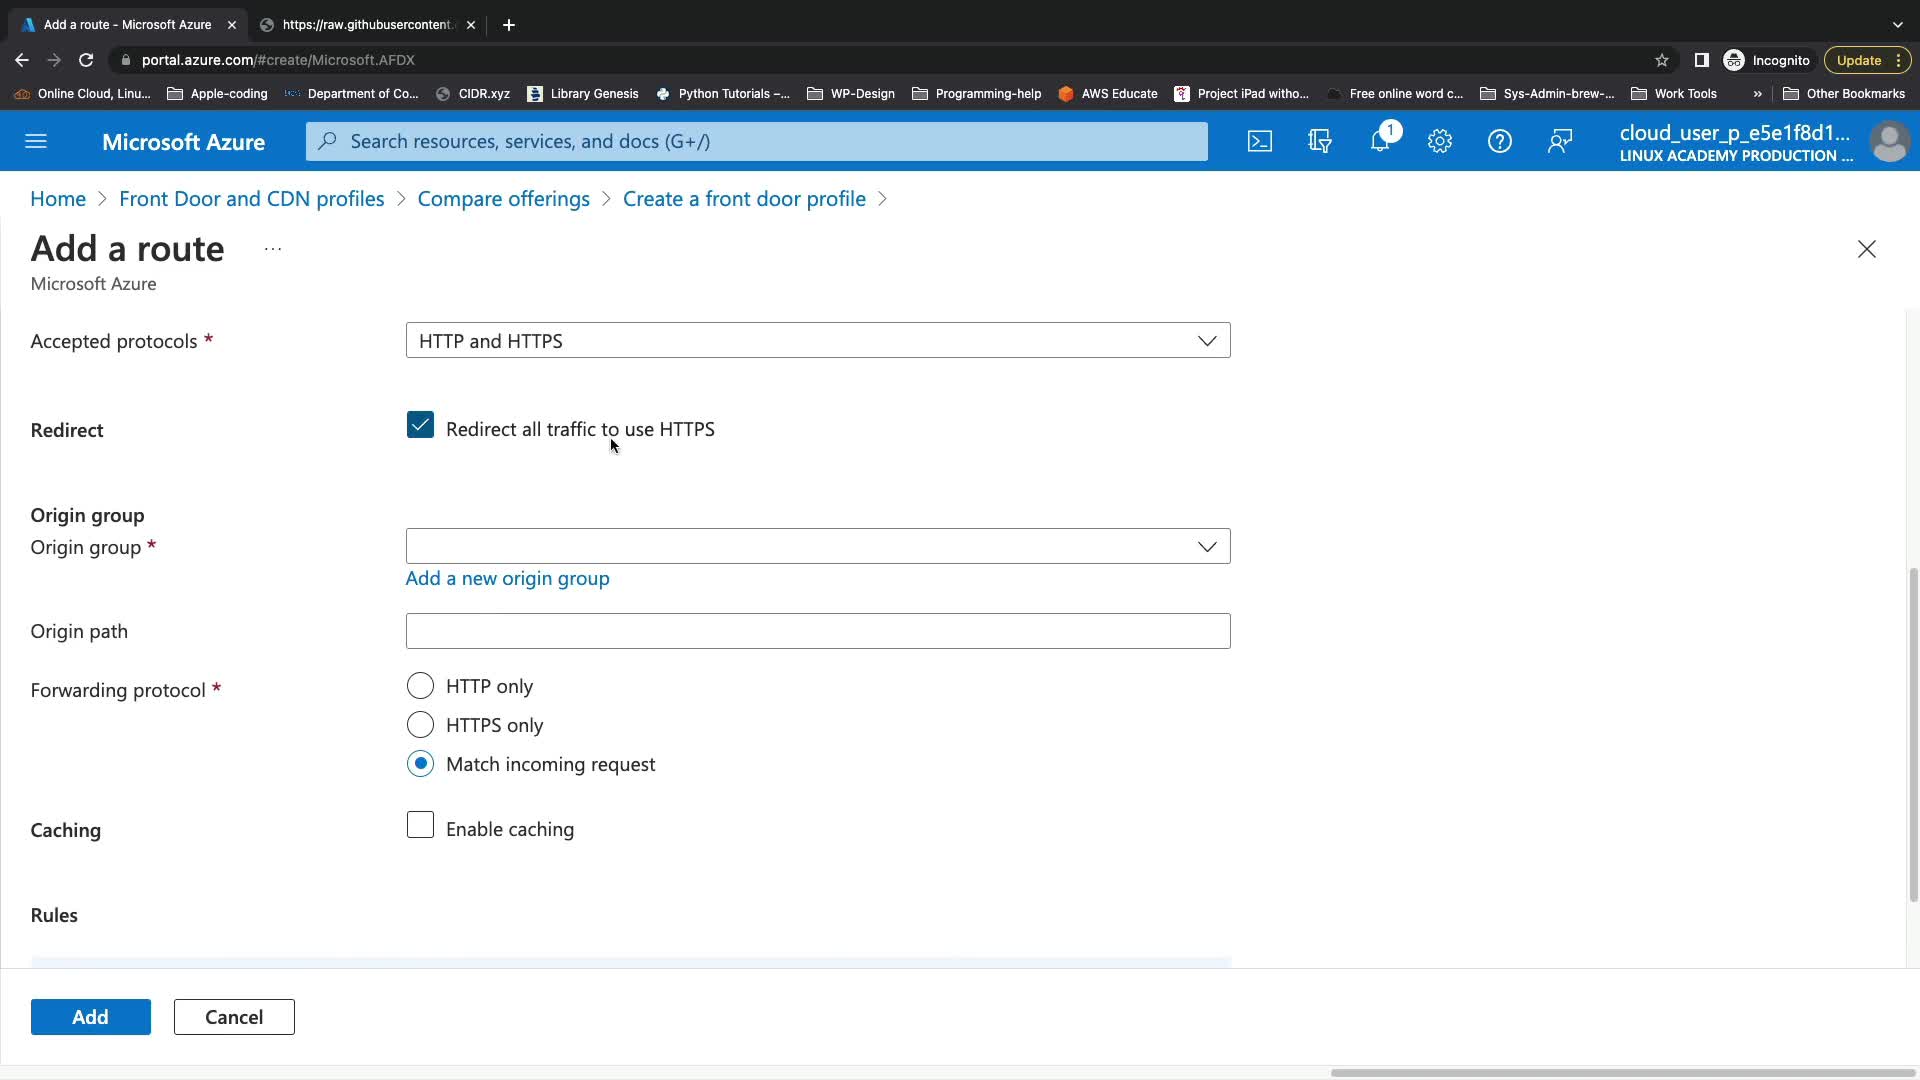 Add a route - Microsoft Azure
https://raw.githubusercontent.
portal.azure.com/#create/Microsoft.AFDX
Incognito
Update
Online Cloud, Linu...
Apple-coding
Department of Co...
CIDR.xyz
Library Genesis
Python Tutorials –...
WP-Design
Programming-help
AWS Educate
Project iPad witho...
Free online word c...
Sys-Admin-brew-...
Work Tools
»
Other Bookmarks
Microsoft Azure
Search resources, services, and docs (G+/)
1
cloud_user_p_e5e1f8d1...
LINUX ACADEMY PRODUCTION ...
Home > Front Door and CDN profiles > Compare offerings > Create a front door profile >
Add a route ...
Microsoft Azure
Accepted protocols *
HTTP and HTTPS
Redirect
Redirect all traffic to use HTTPS
Origin group
Origin group *
Add a new origin group
Origin path
Forwarding protocol *
HTTP only
HTTPS only
Match incoming request
Caching
Enable caching
Rules
Add
Cancel